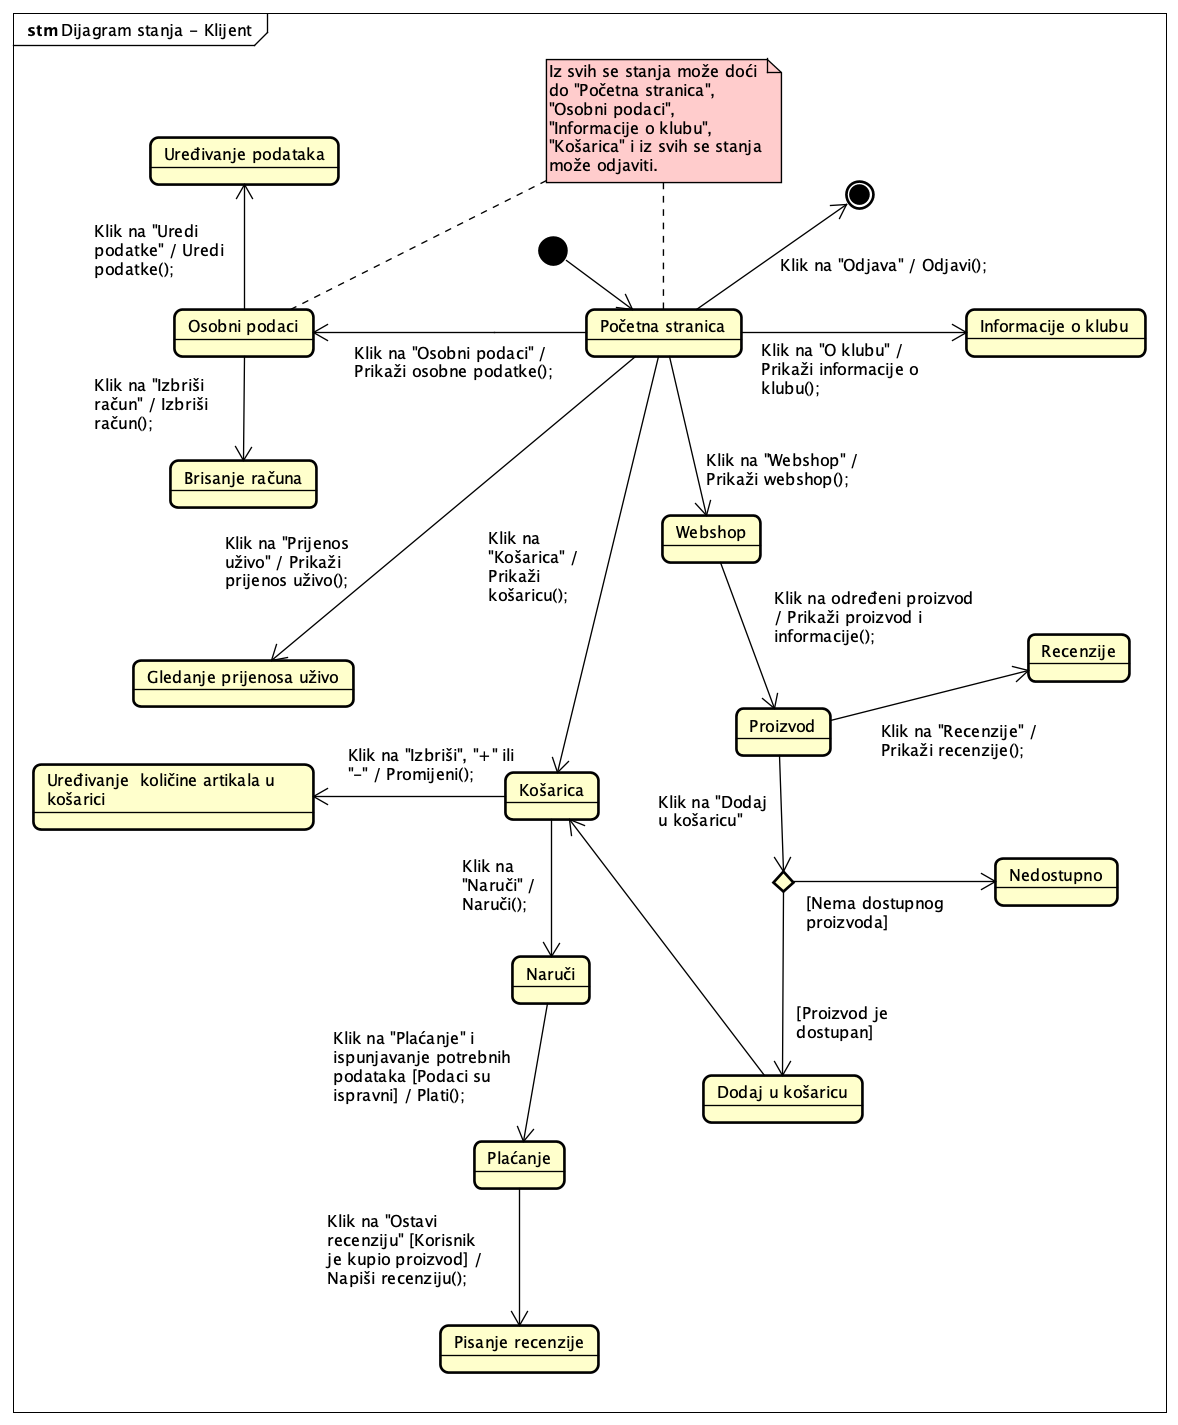 stm Dijagram stanja - Klijent
Iz svih se stanja može doći
do "Početna stranica",
"Osobni podaci",
"Informacije o klubu",
"Košarica" i iz svih se stanja
može odjaviti.
Uređivanje podataka
Klik na "Uredi
podatke" / Uredi
podatke();
Klik na "Odjava" / Odjavi();
Osobni podaci
Početna stranica
Informacije o klubu
Klik na "Osobni podaci" /
Prikaži osobne podatke();
Klik na "O klubu" /
Prikaži informacije o
klubu();
Klik na "Izbriši
račun" / Izbriši
račun();
Brisanje računa
Klik na "Webshop" /
Prikaži webshop();
Webshop
Klik na "Prijenos
uživo" / Prikaži
prijenos uživo();
Klik na
"Košarica" /
Prikaži
košaricu();
Klik na određeni proizvod
/ Prikaži proizvod i
informacije();
Recenzije
Gledanje prijenosa uživo
Proizvod
Klik na "Recenzije" /
Prikaži recenzije();
Klik na "Izbriši", "+" ili
"-" / Promijeni();
Uređivanje  količine artikala u
košarici
Košarica
Klik na "Dodaj
u košaricu"
Klik na
"Naruči" /
Naruči();
Nedostupno
[Nema dostupnog
proizvoda]
Naruči
[Proizvod je
dostupan]
Klik na "Plaćanje" i
ispunjavanje potrebnih
podataka [Podaci su
ispravni] / Plati();
Dodaj u košaricu
Plaćanje
Klik na "Ostavi
recenziju" [Korisnik
je kupio proizvod] /
Napiši recenziju();
Pisanje recenzije